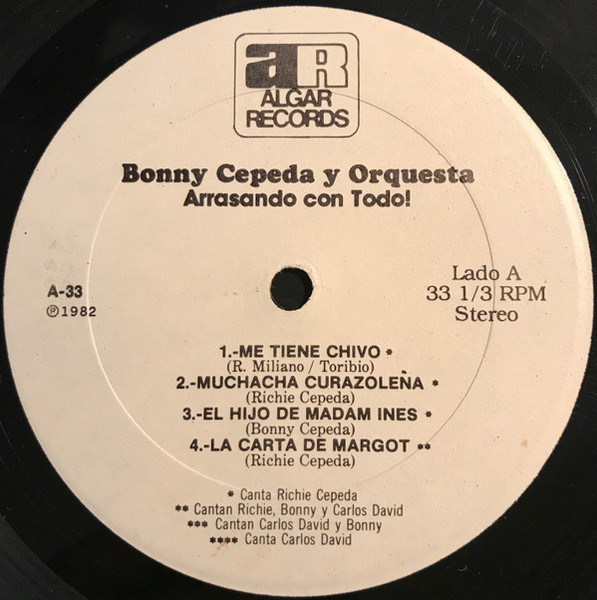 aR
ALGAR
RECORDS
Bonny Cepeda y Orquesta
Arrasando con Todo!
A-33
℗1982
Lado A
33 1/3 RPM
Stereo
1.-ME TIENE CHIVO *
(R. Miliano / Toribio)
2.-MUCHACHA CURAZOLEÑA *
(Richie Cepeda)
3.-EL HIJO DE MADAM INES *
(Bonny Cepeda)
4.-LA CARTA DE MARGOT **
(Richie Cepeda)
* Canta Richie Cepeda
** Cantan Richie, Bonny y Carlos David
*** Cantan Carlos David y Bonny
**** Canta Carlos David